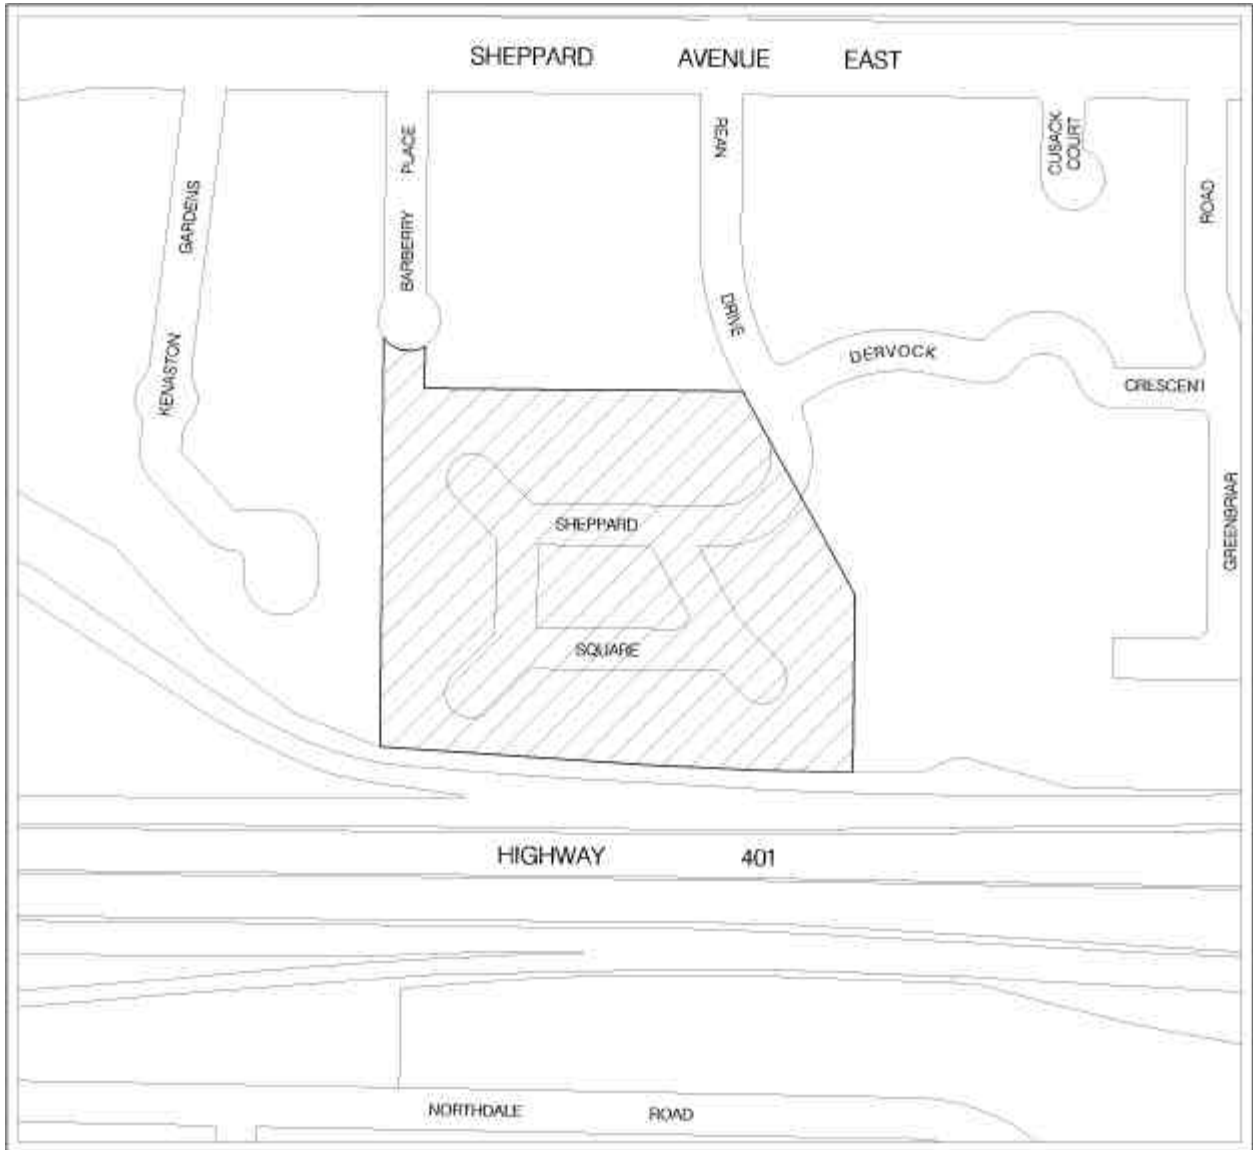 SHEPPARD AVENUE EAST
REAN
CUSACK
COURT
BARBERRY PLACE
KENASTON GARDENS
ROAD
DRIVE
DERVOCK
CRESCENT
GREENBRIAR
SHEPPARD
SQUARE
HIGHWAY 401
NORTHDALE ROAD